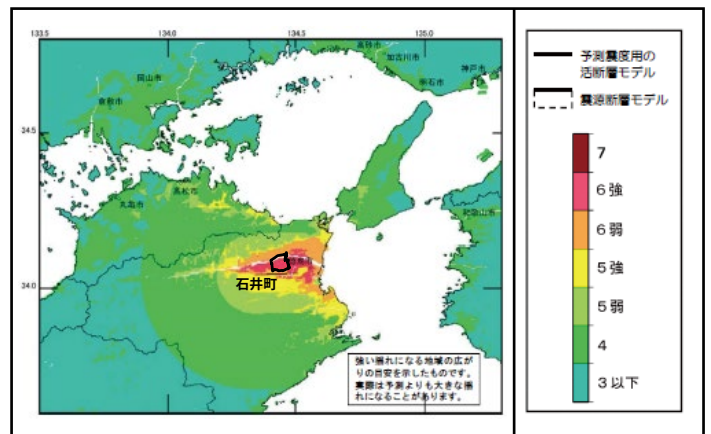 133.5
134.0
134.5
135.0
高砂市
加古川市
神戸市
明石市
岡山市
倉敷市
34.5
高松市
丸亀市
和歌山市
石井町
34.0
強い揺れになる地域の広が
りの目安を示したものです。
実際は予測よりも大きな揺
れになることがあります。
予測震度用の
活断層モデル
震源断層モデル
7
6強
6弱
5強
5弱
4
3以下